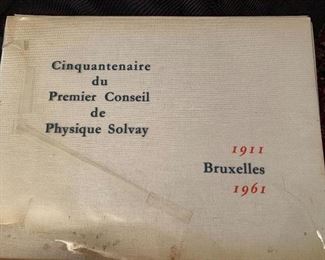 Cinquantenaire
du
Premier Conseil
de
Physique Solvay
1911
Bruxelles
1961